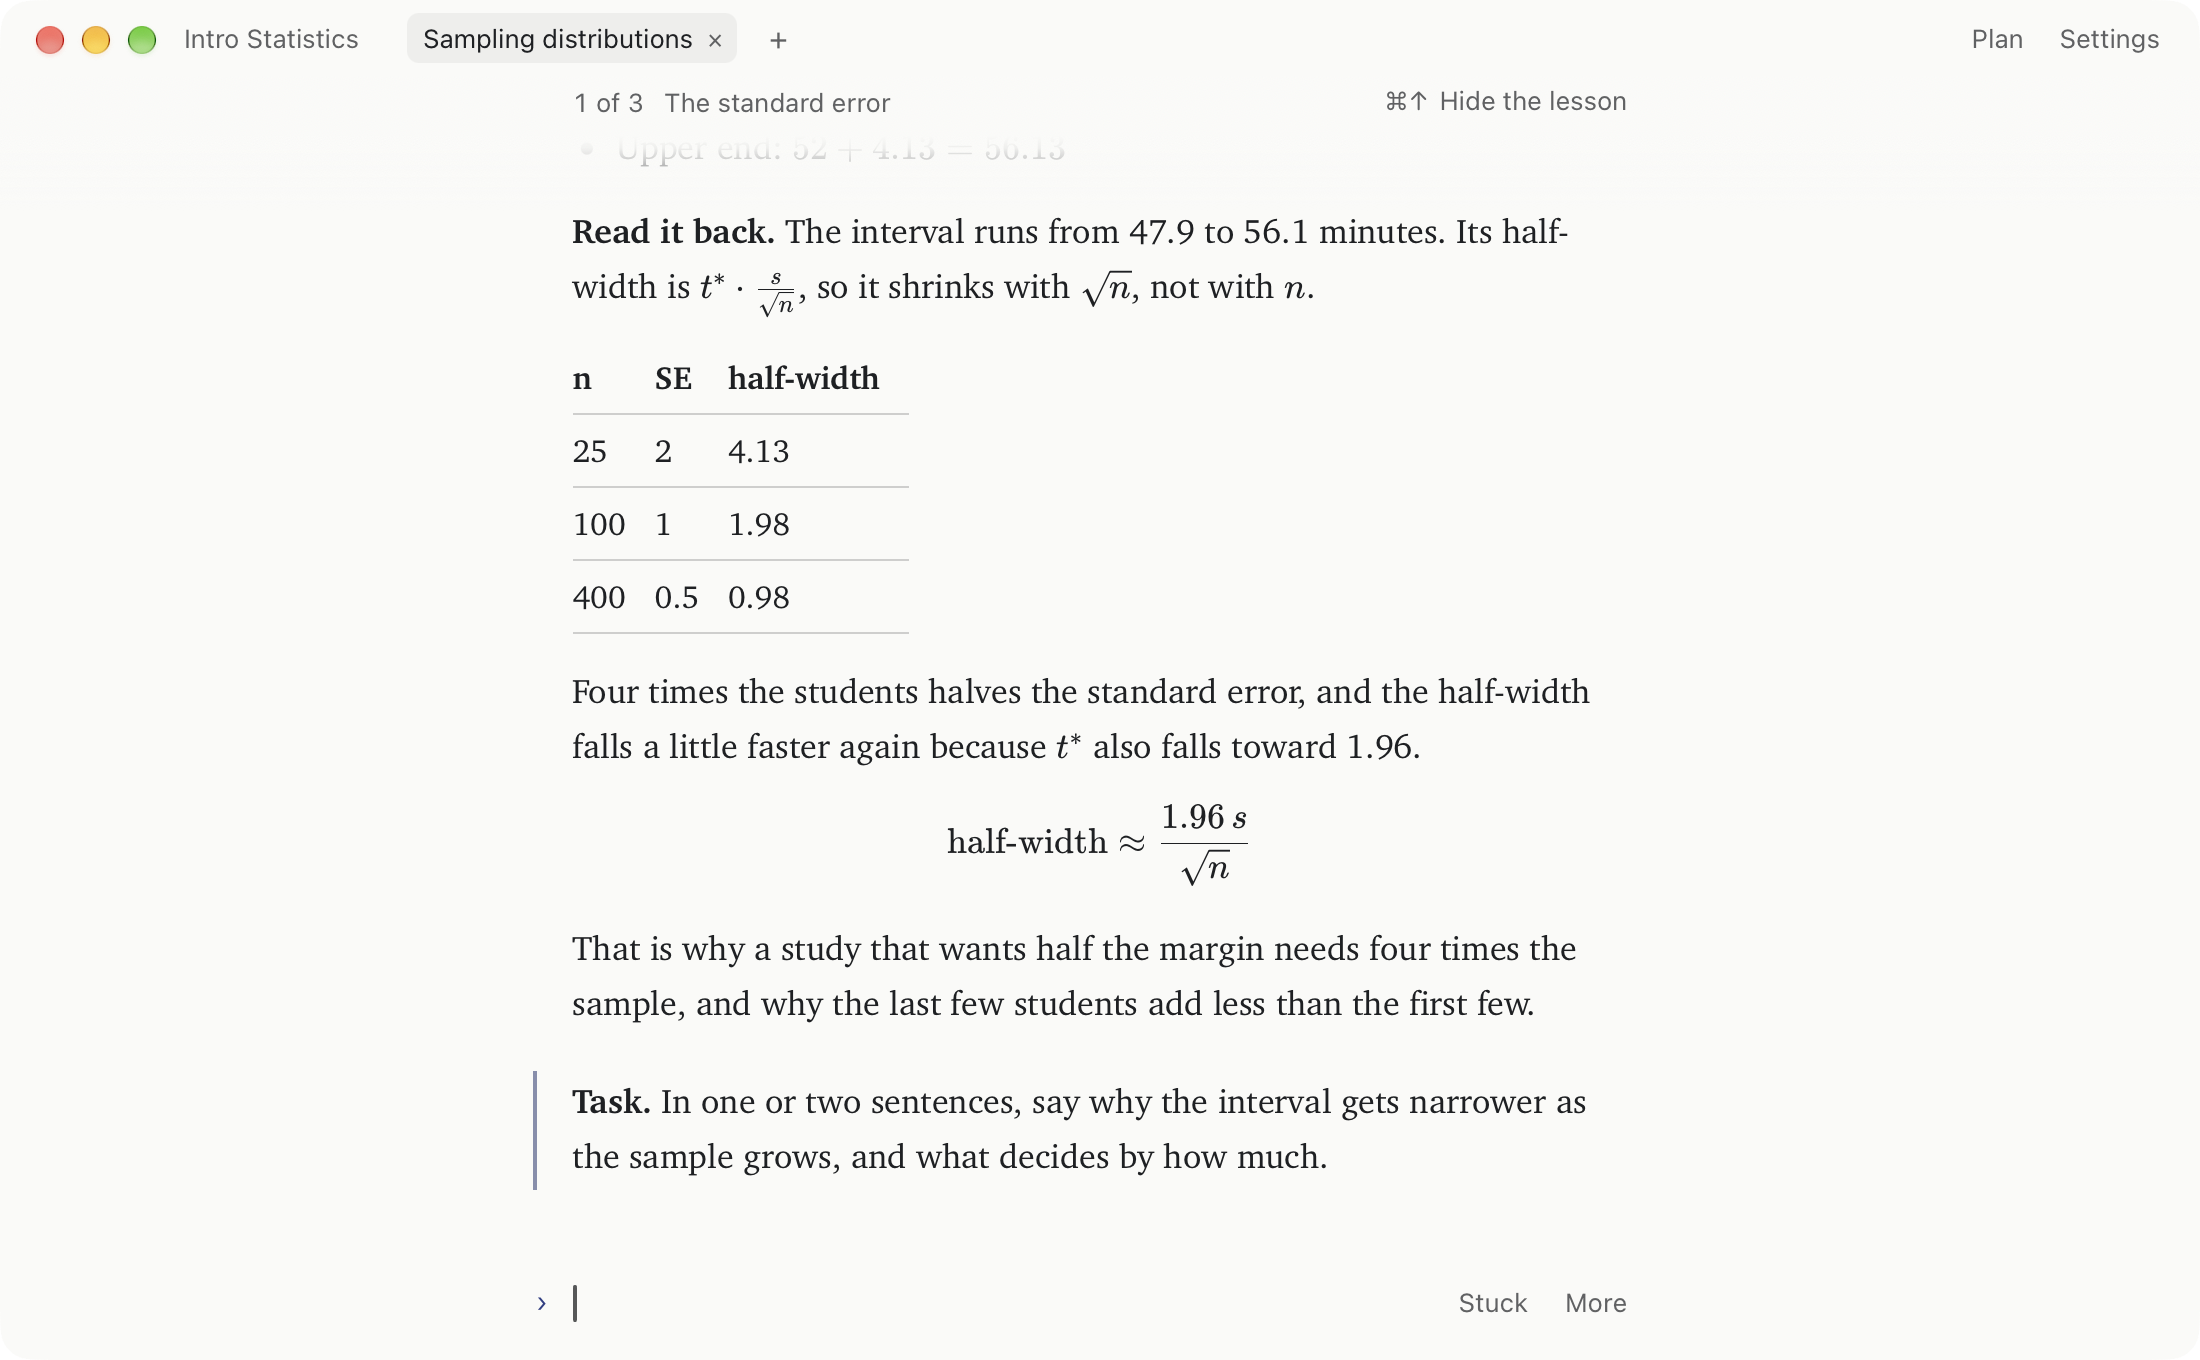 Intro Statistics
Sampling distributions ×
+
Plan Settings
1 of 3 The standard error
⌘↑ Hide the lesson
• Upper end: 52 + 4.13 = 56.13
Read it back. The interval runs from 47.9 to 56.1 minutes. Its half-
width is t* · s/√n, so it shrinks with √n, not with n.
n SE half-width
25 2 4.13
100 1 1.98
400 0.5 0.98
Four times the students halves the standard error, and the half-width
falls a little faster again because t* also falls toward 1.96.
half-width ≈ 1.96 s/√n
That is why a study that wants half the margin needs four times the
sample, and why the last few students add less than the first few.
Task. In one or two sentences, say why the interval gets narrower as
the sample grows, and what decides by how much.
›
Stuck More